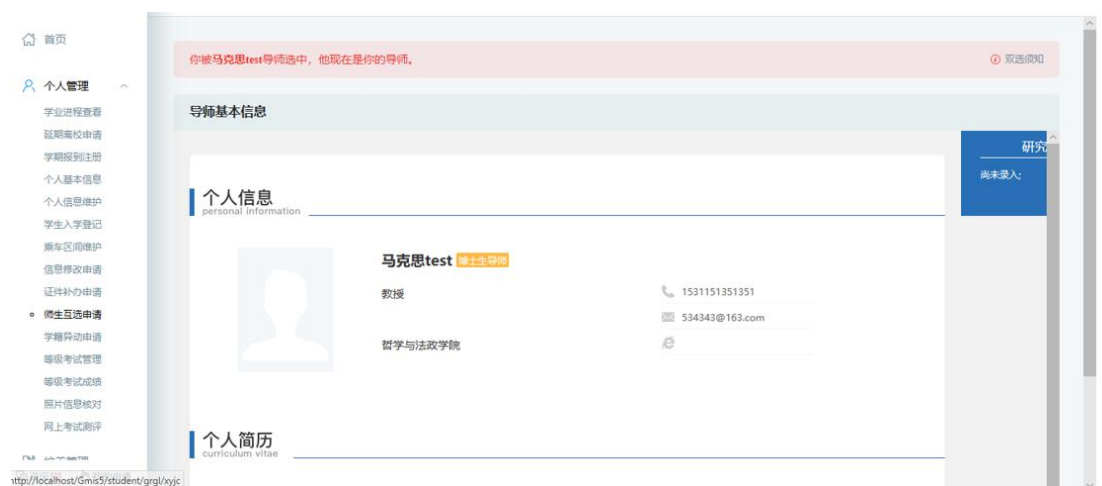 首页
个人管理
学业进程查看
延期离校申请
学期报到注册
个人基本信息
个人信息维护
学生入学登记
乘车区间维护
信息修改申请
证件补办申请
师生互选申请
学籍异动申请
等级考试管理
等级考试成绩
照片信息核对
网上考试测评
http://localhost/Gmis5/student/grgl/xyjc
你被马克思test导师选中，他现在是你的导师。
双选须知
导师基本信息
个人信息
personal information
马克思test 博士生导师
教授
1531151351351
534343@163.com
哲学与法政学院
个人简历
curriculum vitae
研究
尚未录入;